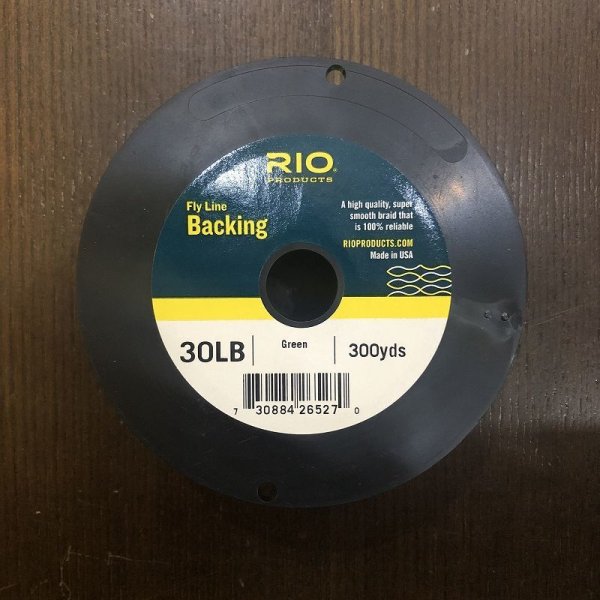 RIO®
PRODUCTS
Fly Line
Backing
A high quality, super
smooth braid that
is 100% reliable
RIOPRODUCTS.COM
Made in USA
30LB
Green
300yds
7 30884 26527 0